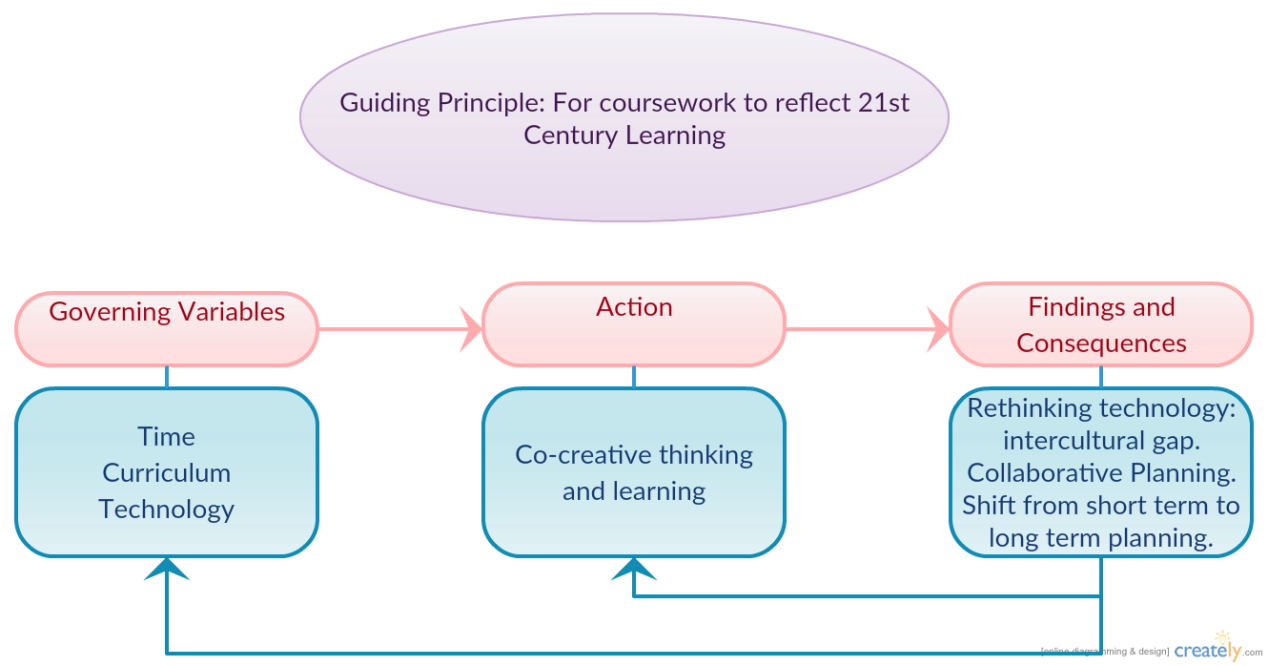 Guiding Principle: For coursework to reflect 21st
Century Learning
Governing Variables
Action
Findings and
Consequences
Time
Curriculum
Technology
Co-creative thinking
and learning
Rethinking technology:
intercultural gap.
Collaborative Planning.
Shift from short term to
long term planning.
[online diagramming & design] creately.com